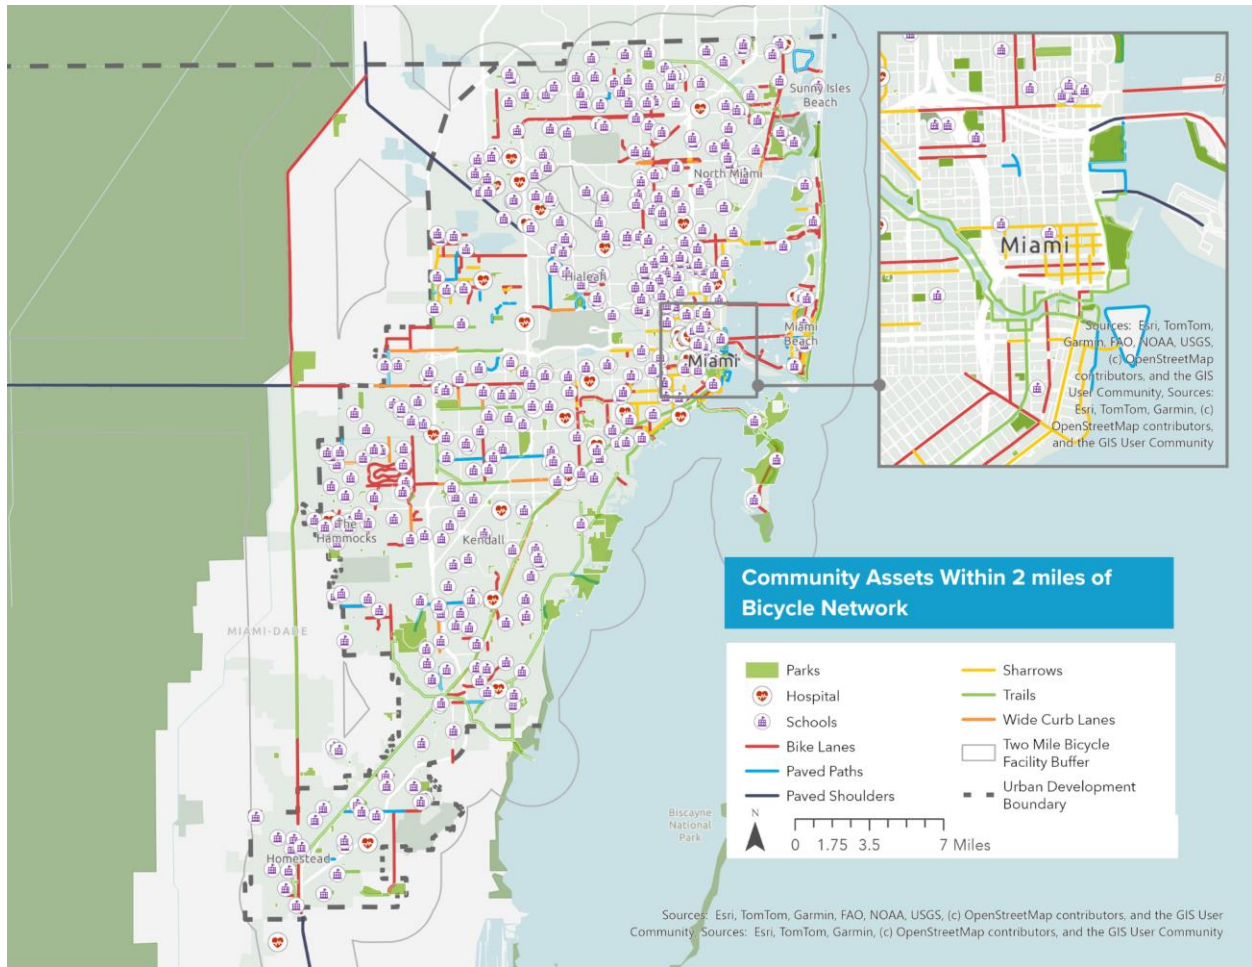 Sunny Isles
Beach
North Miami
Hialeah
Miami
Beach
Miami
Miami
Sources: Esri, TomTom,
Garmin, FAO, NOAA, USGS,
(c) OpenStreetMap
contributors, and the GIS
User Community, Sources:
Esri, TomTom, Garmin, (c)
OpenStreetMap contributors,
and the GIS User Community
The
Hammocks
Kendall
MIAMI-DADE
Homestead
Biscayne
National
Park
Community Assets Within 2 miles of
Bicycle Network
Parks
Hospital
Schools
Bike Lanes
Paved Paths
Paved Shoulders
Sharrows
Trails
Wide Curb Lanes
Two Mile Bicycle
Facility Buffer
Urban Development
Boundary
N
0 1.75 3.5 7 Miles
Sources: Esri, TomTom, Garmin, FAO, NOAA, USGS, (c) OpenStreetMap contributors, and the GIS User
Community, Sources: Esri, TomTom, Garmin, (c) OpenStreetMap contributors, and the GIS User Community